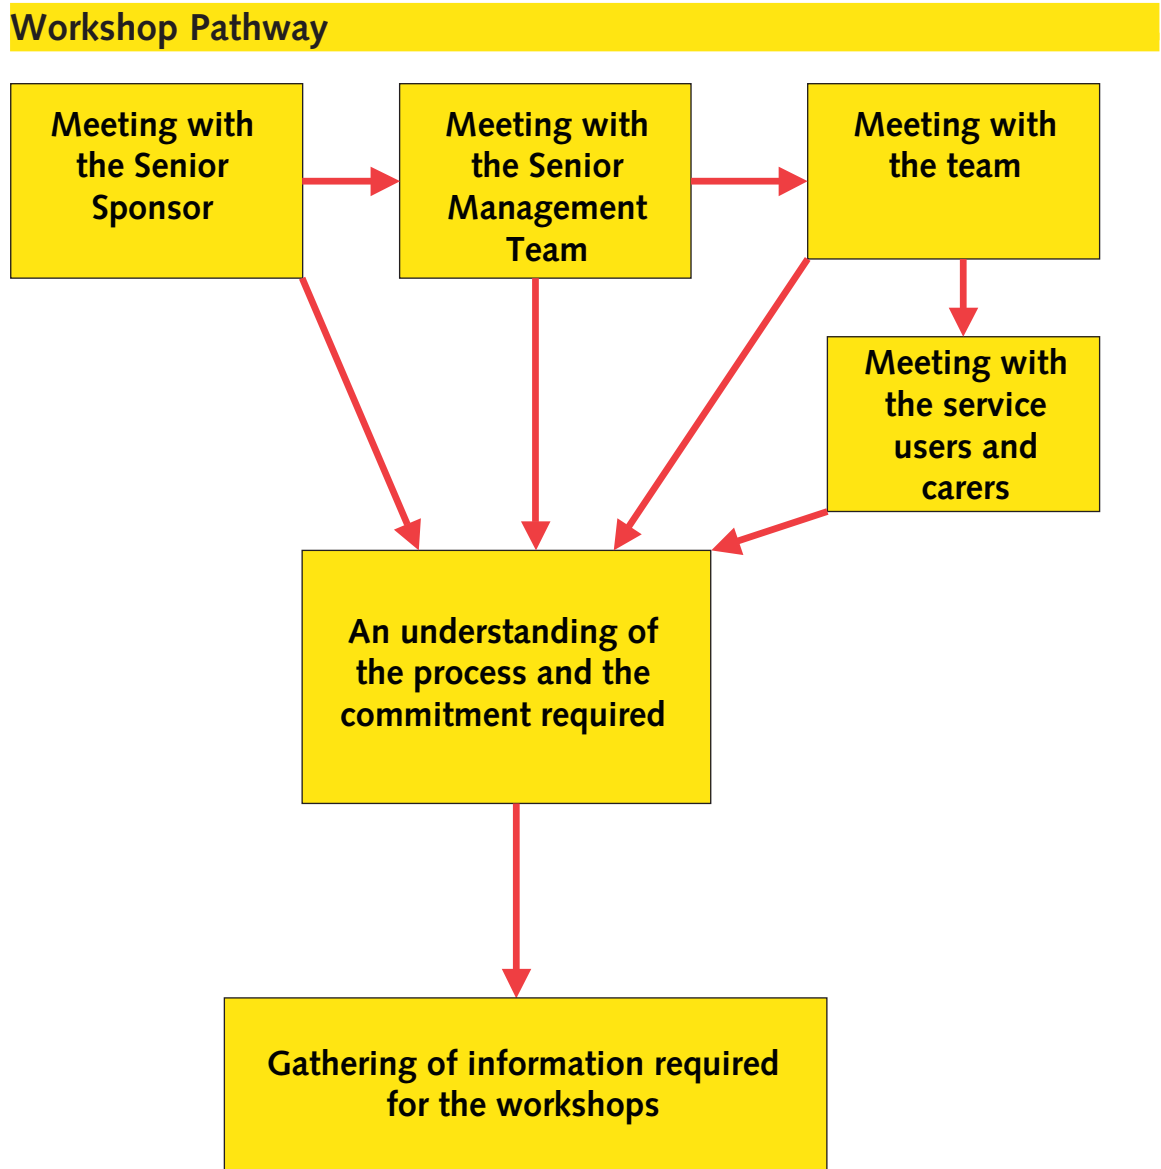 Workshop Pathway
Meeting with
the Senior
Sponsor
Meeting with
the Senior
Management
Team
Meeting with
the team
Meeting with
the service
users and
carers
An understanding of
the process and the
commitment required
Gathering of information required
for the workshops